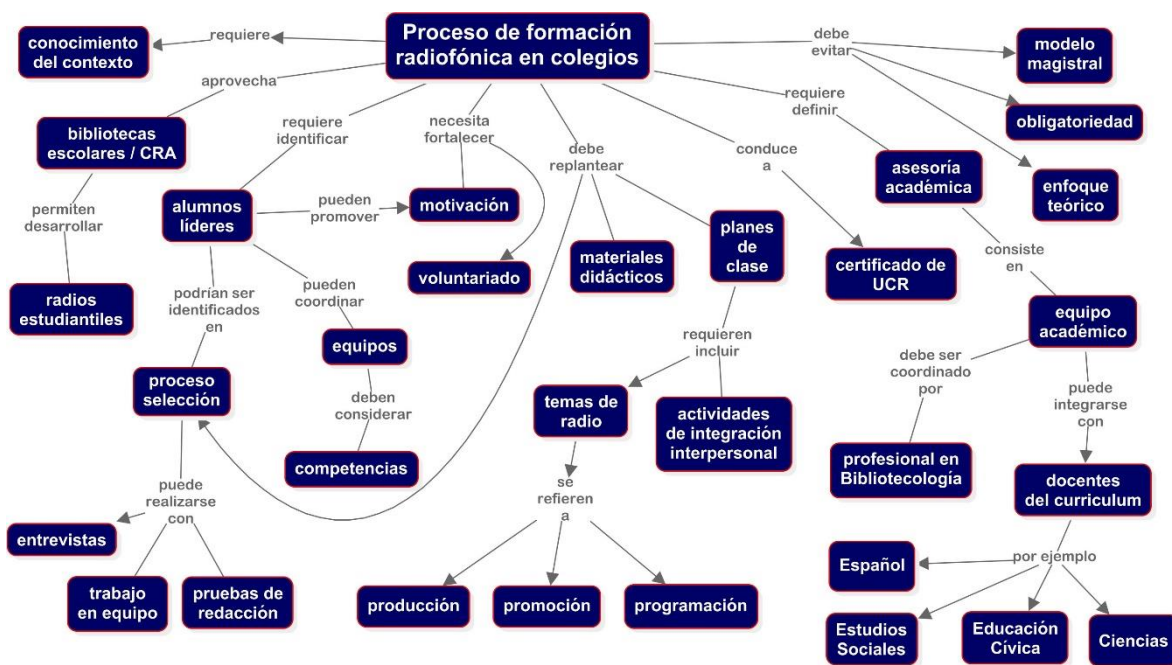 Proceso de formación
radiofónica en colegios
requiere
conocimiento
del contexto
aprovecha
bibliotecas
escolares / CRA
permiten
desarrollar
radios
estudiantiles
requiere
identificar
alumnos
líderes
pueden
promover
podrían ser
identificados
en
proceso
selección
puede
realizarse
con
entrevistas
trabajo
en equipo
pruebas de
redacción
pueden
coordinar
equipos
deben
considerar
competencias
necesita
fortalecer
motivación
voluntariado
debe
replantear
materiales
didácticos
planes
de
clase
requieren
incluir
temas de
radio
actividades
de integración
interpersonal
se
refieren
a
producción
promoción
programación
conduce
a
certificado de
UCR
requiere
definir
asesoría
académica
consiste
en
equipo
académico
debe ser
coordinado
por
profesional en
Bibliotecología
puede
integrarse
con
docentes
del curriculum
por ejemplo
Español
Estudios
Sociales
Educación
Cívica
Ciencias
debe
evitar
modelo
magistral
obligatoriedad
enfoque
teórico